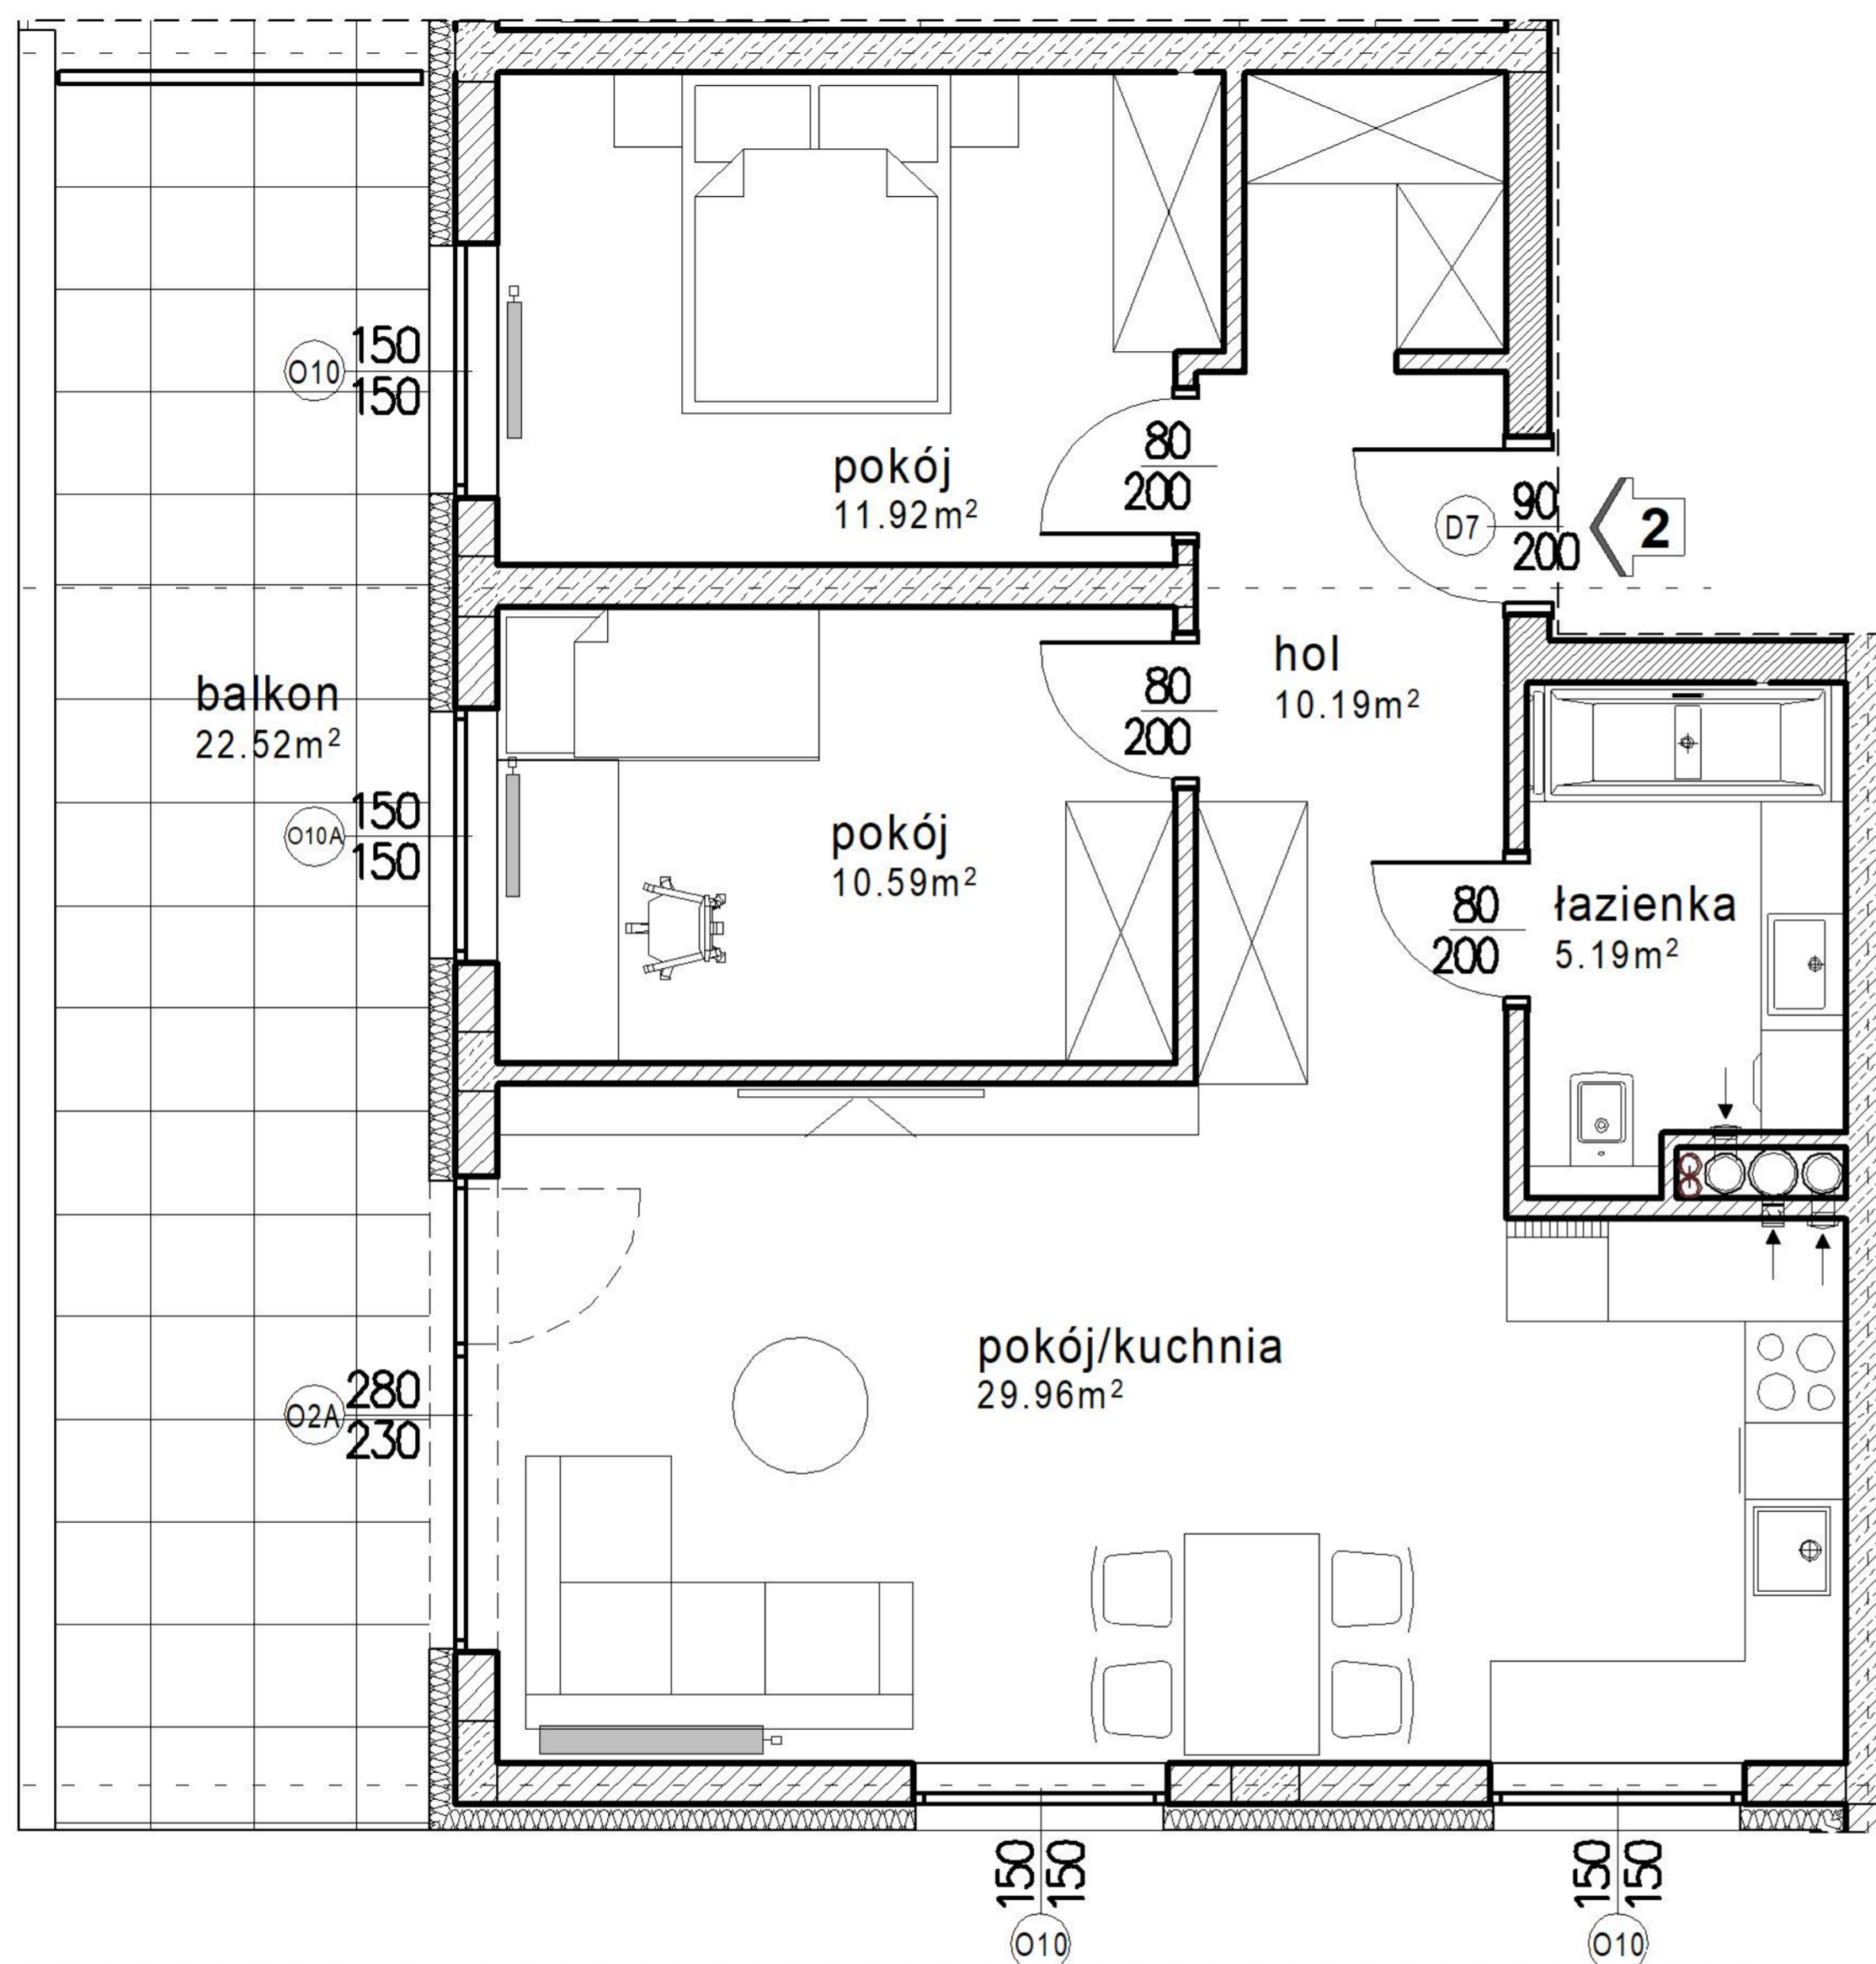 O10
150
150
pokój
11.92m²
80
200
D7
90
200
2
balkon
22.52m²
80
200
hol
10.19m²
O10A
150
150
pokój
10.59m²
80
200
łazienka
5.19m²
O2A
280
230
pokój/kuchnia
29.96m²
150
150
O10
150
150
O10